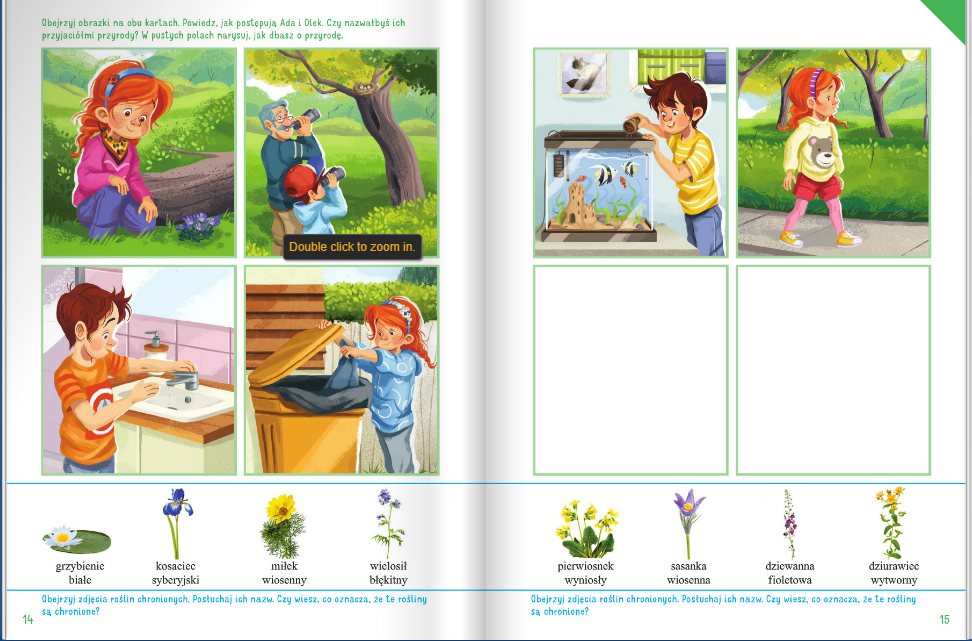 Obejrzyj obrazki na obu kartach. Powiedz, jak postępują Ada i Olek. Czy nazwałbyś ich
przyjaciółmi przyrody? W pustych polach narysuj, jak dbasz o przyrodę.
Double click to zoom in.
grzybienie
białe
kosaciec
syberyjski
miłek
wiosenny
wielosił
błękitny
Obejrzyj zdjęcia roślin chronionych. Posłuchaj ich nazw. Czy wiesz, co oznacza, że te rośliny
są chronione?
14
pierwiosnek
wyniosły
sasanka
wiosenna
dziewanna
fioletowa
dziurawiec
wytworny
Obejrzyj zdjęcia roślin chronionych. Posłuchaj ich nazw. Czy wiesz, co oznacza, że te rośliny
są chronione?
15